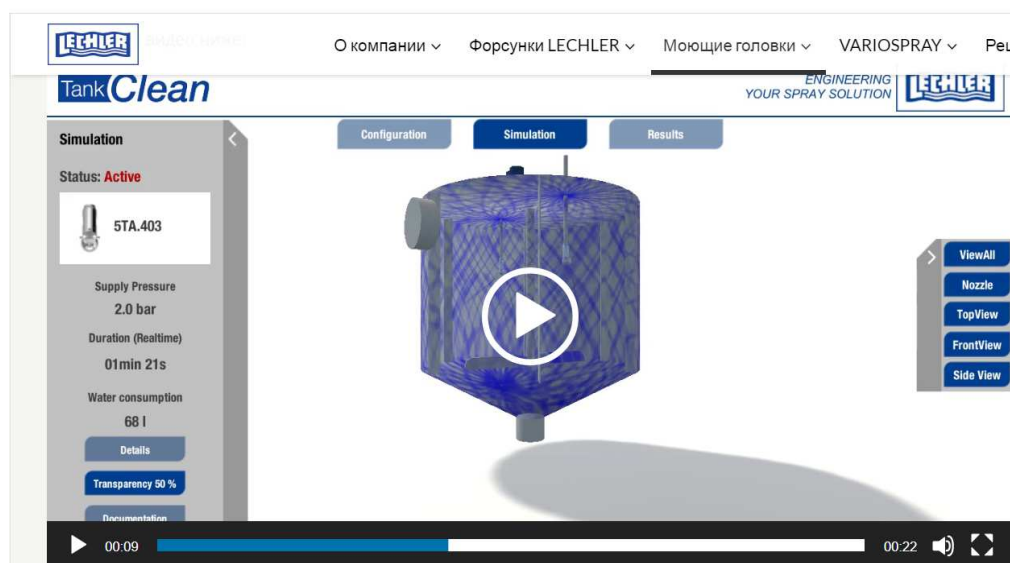 LECHLER
О компании
Форсунки LECHLER
Моющие головки
VARIOSPRAY
TankClean
ENGINEERING
YOUR SPRAY SOLUTION
LECHLER
Simulation
Configuration
Simulation
Results
Status: Active
5TA.403
Supply Pressure
2.0 bar
Duration (Realtime)
01min 21s
Water consumption
68 l
Details
Transparency 50 %
Documentation
ViewAll
Nozzle
TopView
FrontView
Side View
00:09
00:22